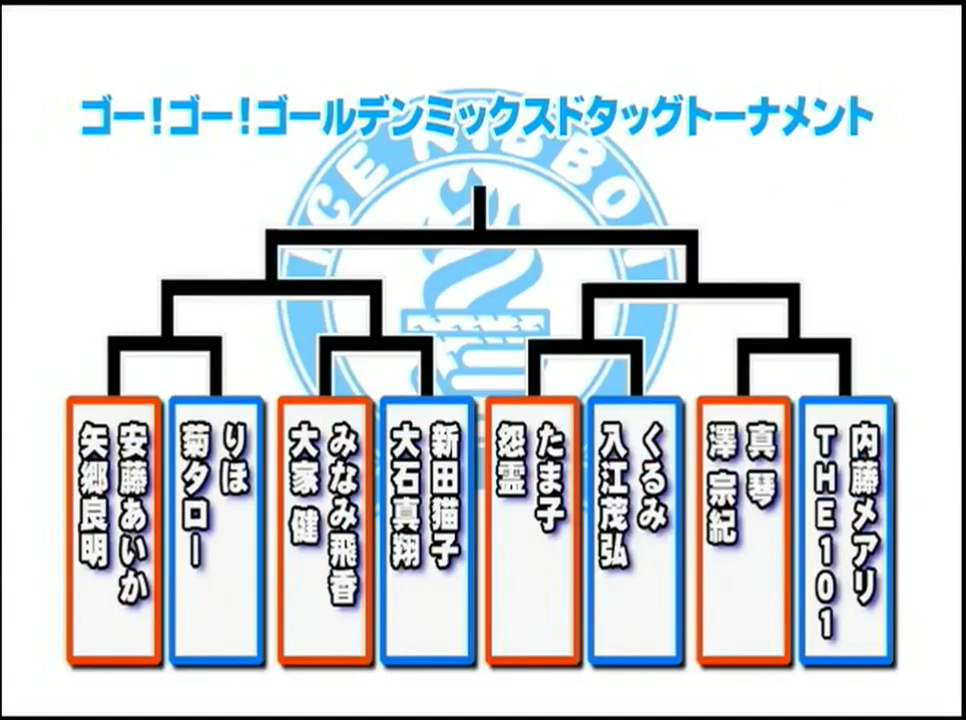 ゴー!ゴー!ゴールデンミックスドタッグトーナメント
ICE RIBBON
安藤あいか
矢郷良明
りほ
菊タロー
みなみ飛香
大家 健
新田猫子
大石真翔
たま子
怨霊
くるみ
入江茂弘
真 琴
澤 宗紀
内藤メアリ
THE101